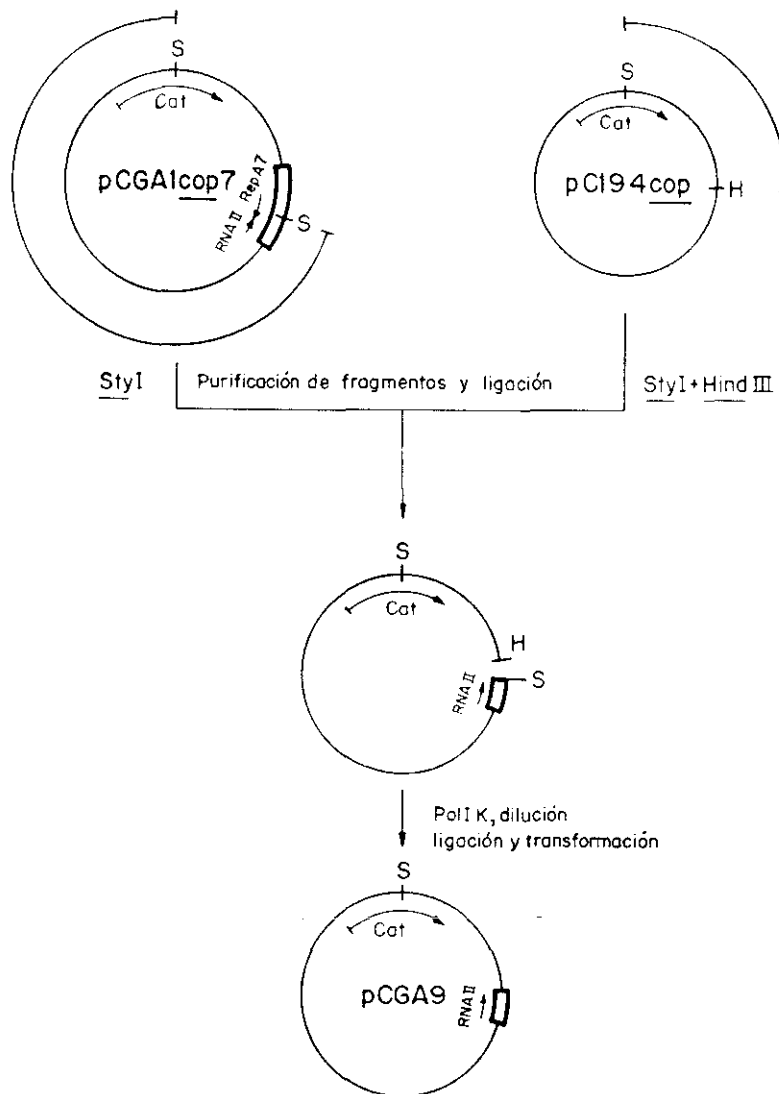 S
Cat
pCGA1cop7
RepA7
RNA II
S
S
Cat
pC194cop
H
StyI
Purificación de fragmentos y ligación
StyI + Hind III
S
Cat
H
RNA II
S
PolI K, dilución
ligación y transformación
S
Cat
pCGA9
RNA II